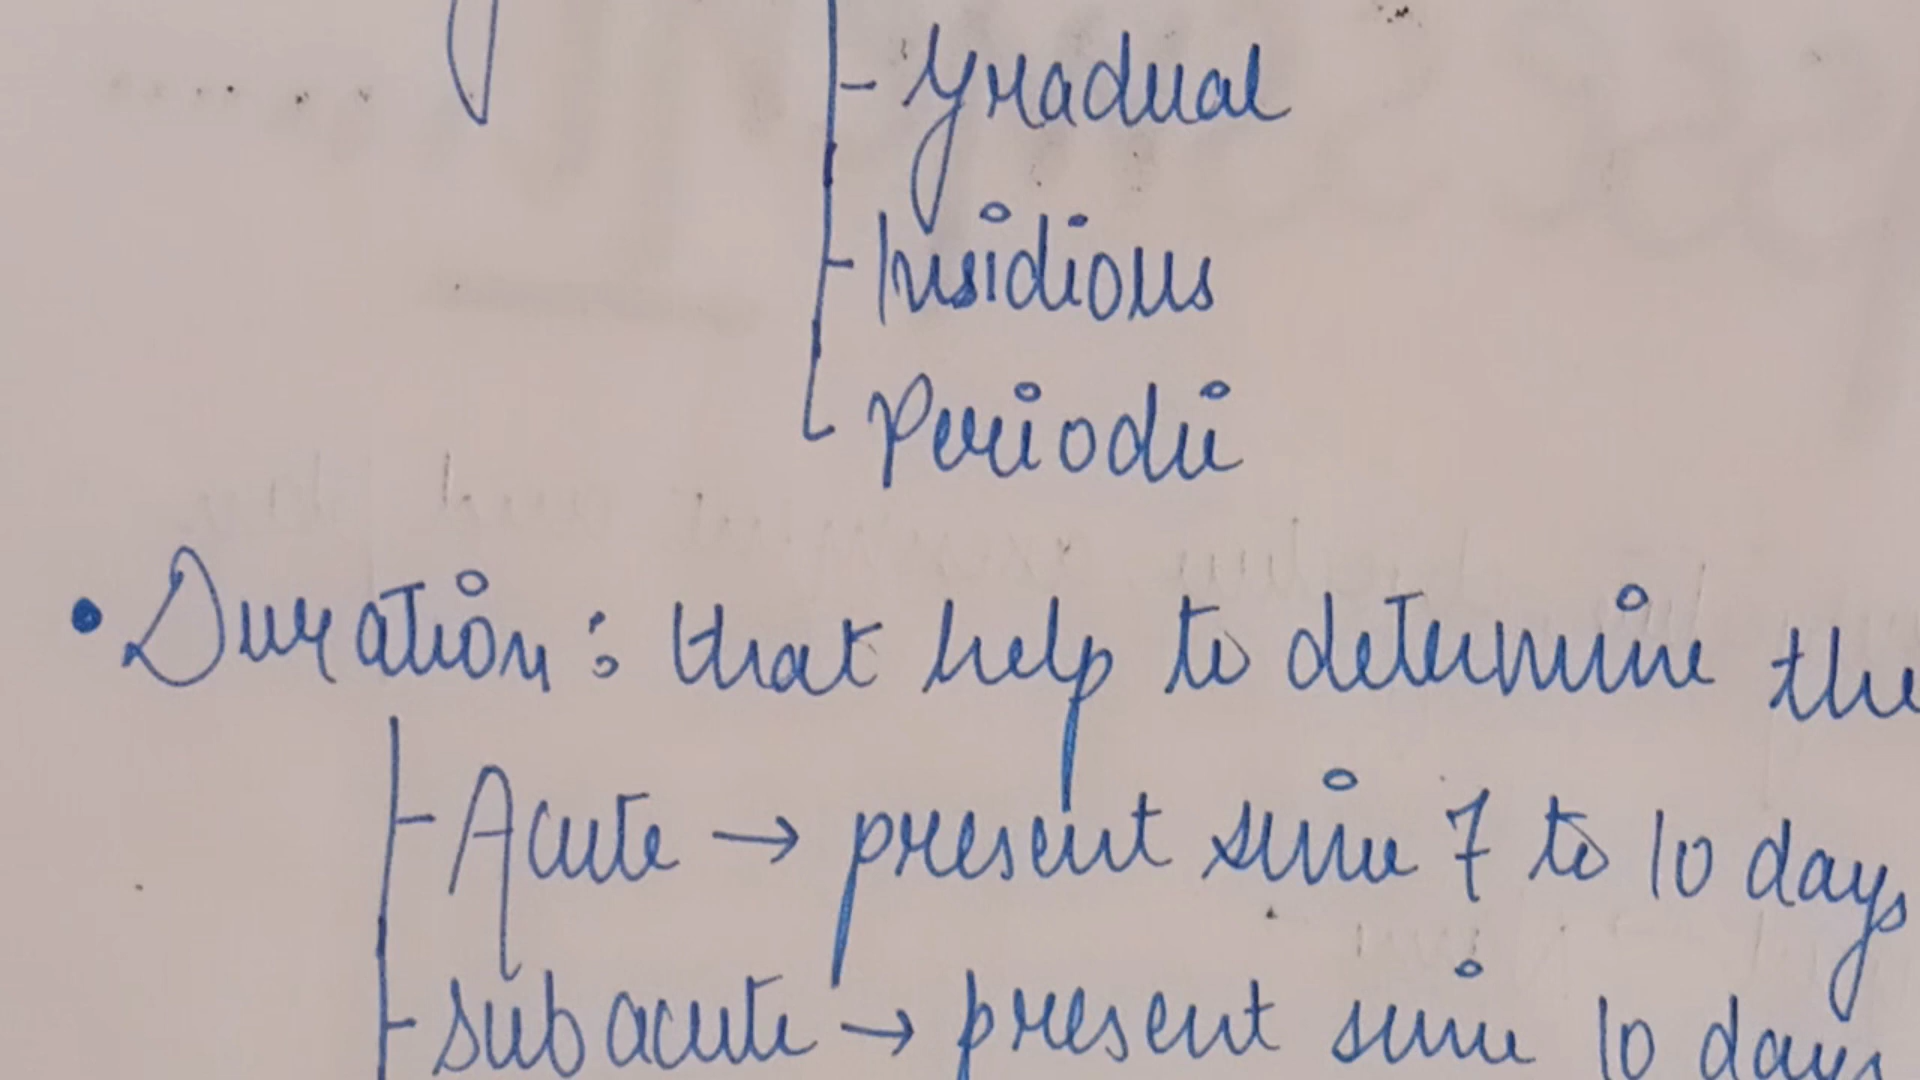 - Gradual
- Insidious
Periodic
• Duration : that help to determine the
- Acute → present since 7 to 10 days
- subacute → present since 10 days